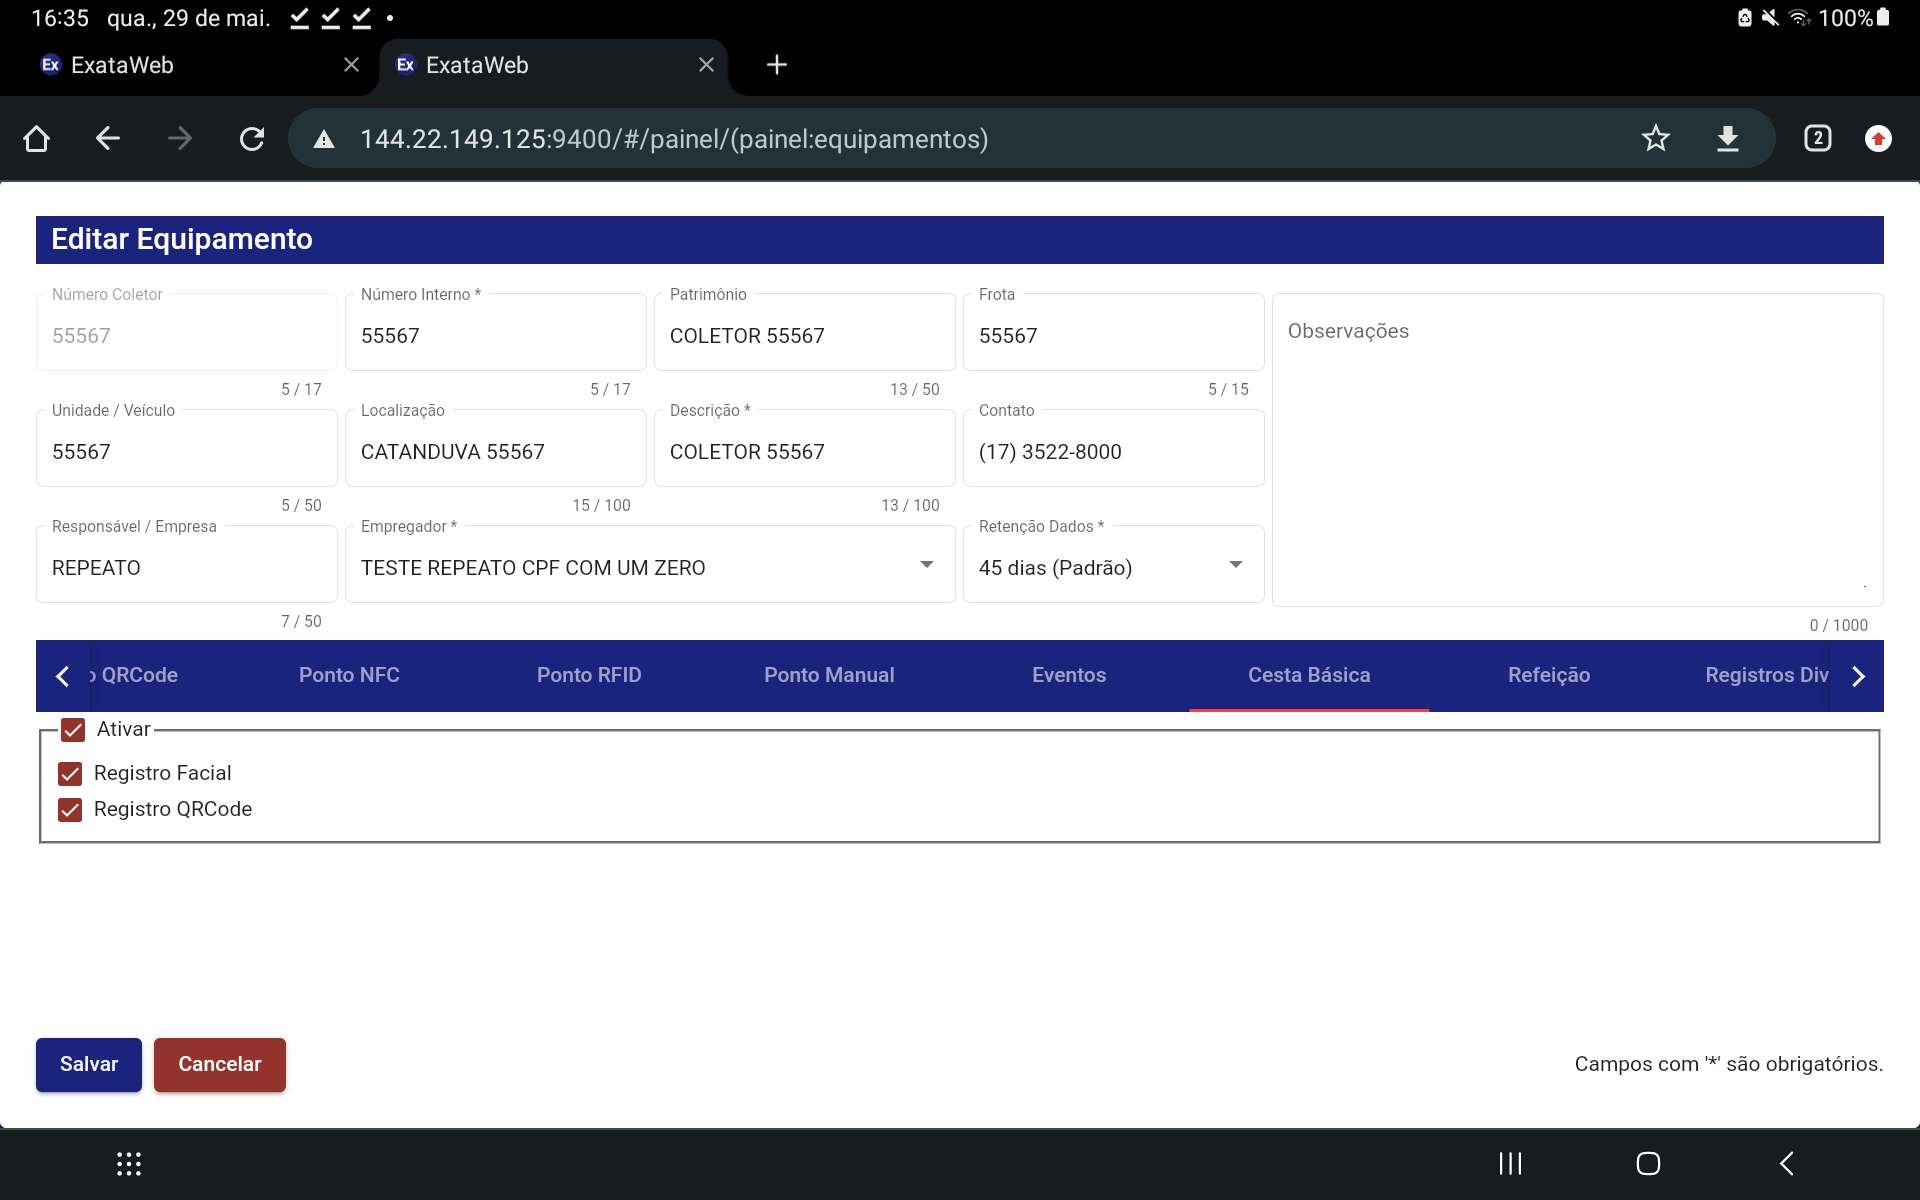 16:35 qua., 29 de mai. 100%
ExataWeb ExataWeb
144.22.149.125:9400/#/painel/(painel:equipamentos) 2
Editar Equipamento
Número Coletor Número Interno * Patrimônio Frota
55567 55567 COLETOR 55567 55567 Observações
5 / 17 5 / 17 13 / 50 5 / 15
Unidade / Veículo Localização Descrição * Contato
55567 CATANDUVA 55567 COLETOR 55567 (17) 3522-8000
5 / 50 15 / 100 13 / 100
Responsável / Empresa Empregador * Retenção Dados *
REPEATO TESTE REPEATO CPF COM UM ZERO 45 dias (Padrão)
7 / 50 0 / 1000
o QRCode Ponto NFC Ponto RFID Ponto Manual Eventos Cesta Básica Refeição Registros Div
Ativar
Registro Facial
Registro QRCode
Salvar Cancelar Campos com '*' são obrigatórios.